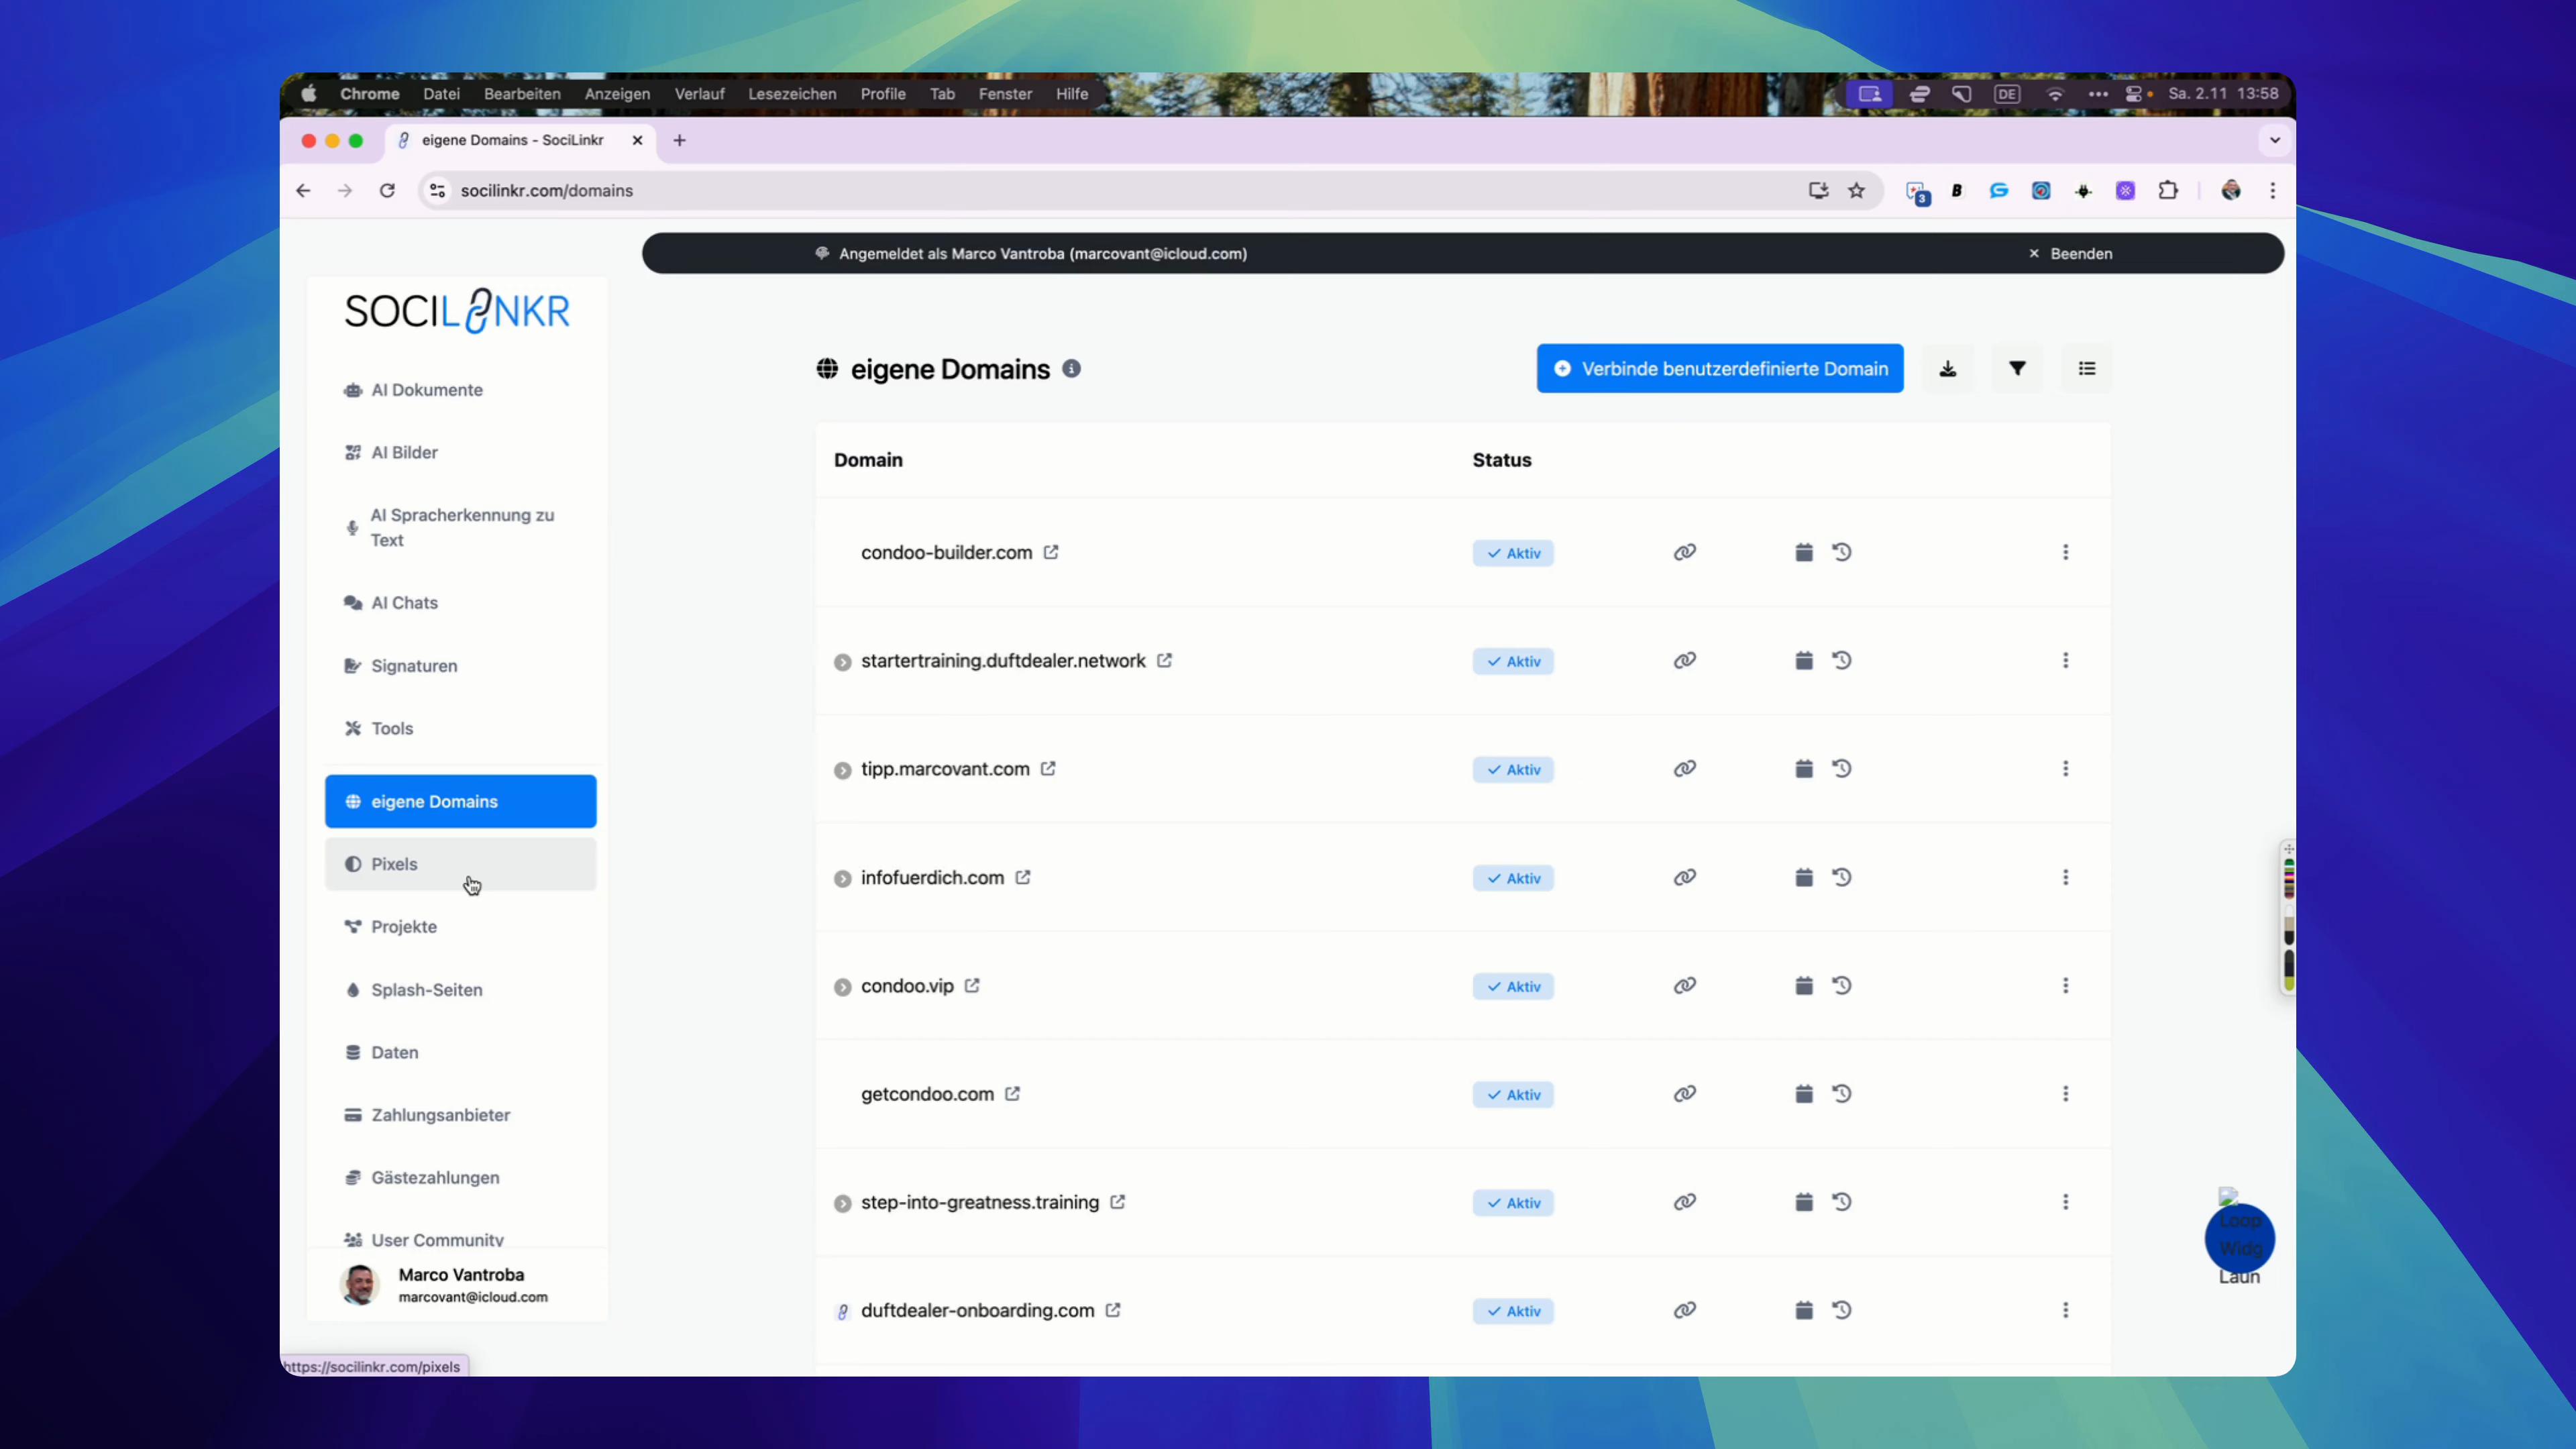 Chrome Datei Bearbeiten Anzeigen Verlauf Lesezeichen Profile Tab Fenster Hilfe DE Sa. 2.11 13:58
eigene Domains - SociLinkr
socilinkr.com/domains
3
B
Angemeldet als Marco Vantroba (marcovant@icloud.com) Beenden
SOCILINKR
AI Dokumente
AI Bilder
AI Spracherkennung zu
Text
AI Chats
Signaturen
Tools
eigene Domains
Pixels
Projekte
Splash-Seiten
Daten
Zahlungsanbieter
Gästezahlungen
User Community
Marco Vantroba
marcovant@icloud.com
https://socilinkr.com/pixels
eigene Domains
Verbinde benutzerdefinierte Domain
Domain Status
condoo-builder.com Aktiv
startertraining.duftdealer.network Aktiv
tipp.marcovant.com Aktiv
infofuerdich.com Aktiv
condoo.vip Aktiv
getcondoo.com Aktiv
step-into-greatness.training Aktiv
duftdealer-onboarding.com Aktiv
Loop
Widg
Laun